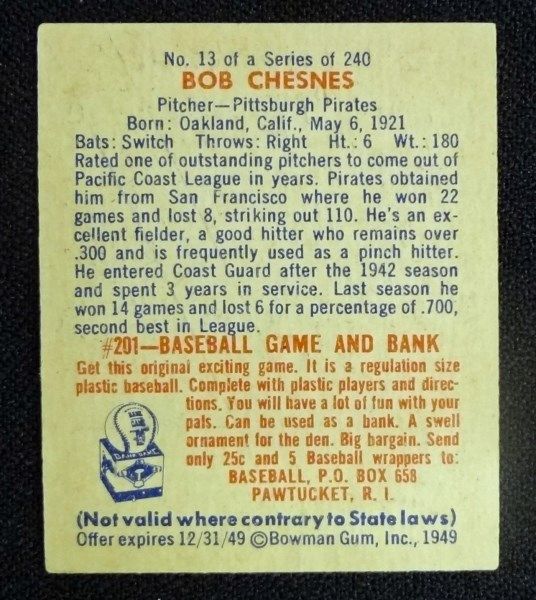 No. 13 of a Series of 240
BOB CHESNES
Pitcher—Pittsburgh Pirates
Born: Oakland, Calif., May 6, 1921
Bats: Switch Throws: Right Ht.: 6 Wt.: 180
Rated one of outstanding pitchers to come out of
Pacific Coast League in years. Pirates obtained
him from San Francisco where he won 22
games and lost 8, striking out 110. He's an ex-
cellent fielder, a good hitter who remains over
.300 and is frequently used as a pinch hitter.
He entered Coast Guard after the 1942 season
and spent 3 years in service. Last season he
won 14 games and lost 6 for a percentage of .700,
second best in League.
#201—BASEBALL GAME AND BANK
Get this original exciting game. It is a regulation size
plastic baseball. Complete with plastic players and direc-
tions. You will have a lot of fun with your
pals. Can be used as a bank. A swell
ornament for the den. Big bargain. Send
only 25c and 5 Baseball wrappers to:
BASEBALL, P.O. BOX 658
PAWTUCKET, R. I.
(Not valid where contrary to State laws)
Offer expires 12/31/49 ©Bowman Gum, Inc., 1949